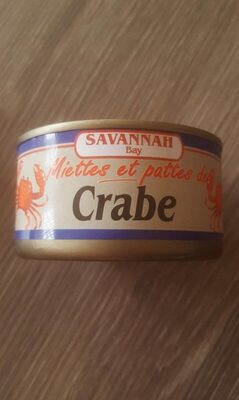 SAVANNAH
Bay
Miettes et pattes de
Crabe